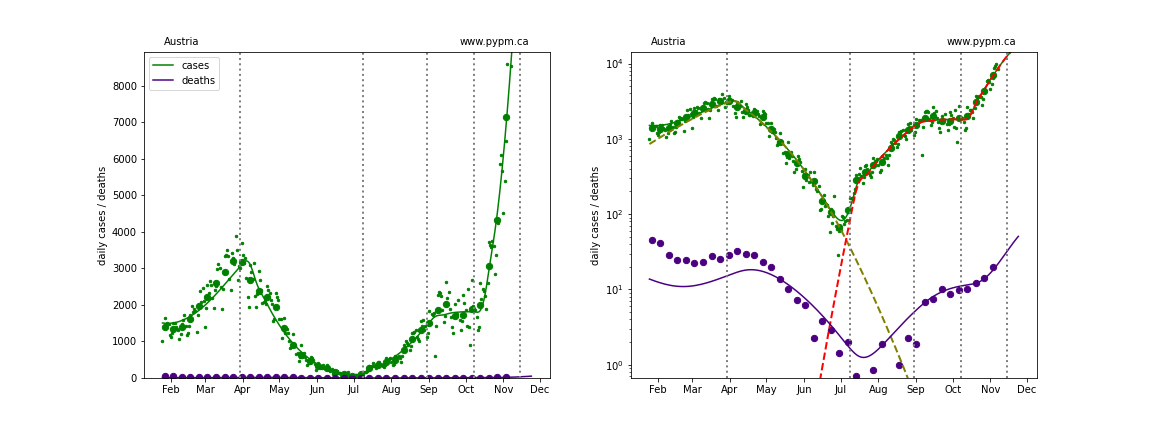 Austria www.pypm.ca
cases
deaths
daily cases / deaths
8000
7000
6000
5000
4000
3000
2000
1000
0
Feb Mar Apr May Jun Jul Aug Sep Oct Nov Dec
Austria www.pypm.ca
daily cases / deaths
10⁴
10³
10²
10¹
10⁰
Feb Mar Apr May Jun Jul Aug Sep Oct Nov Dec